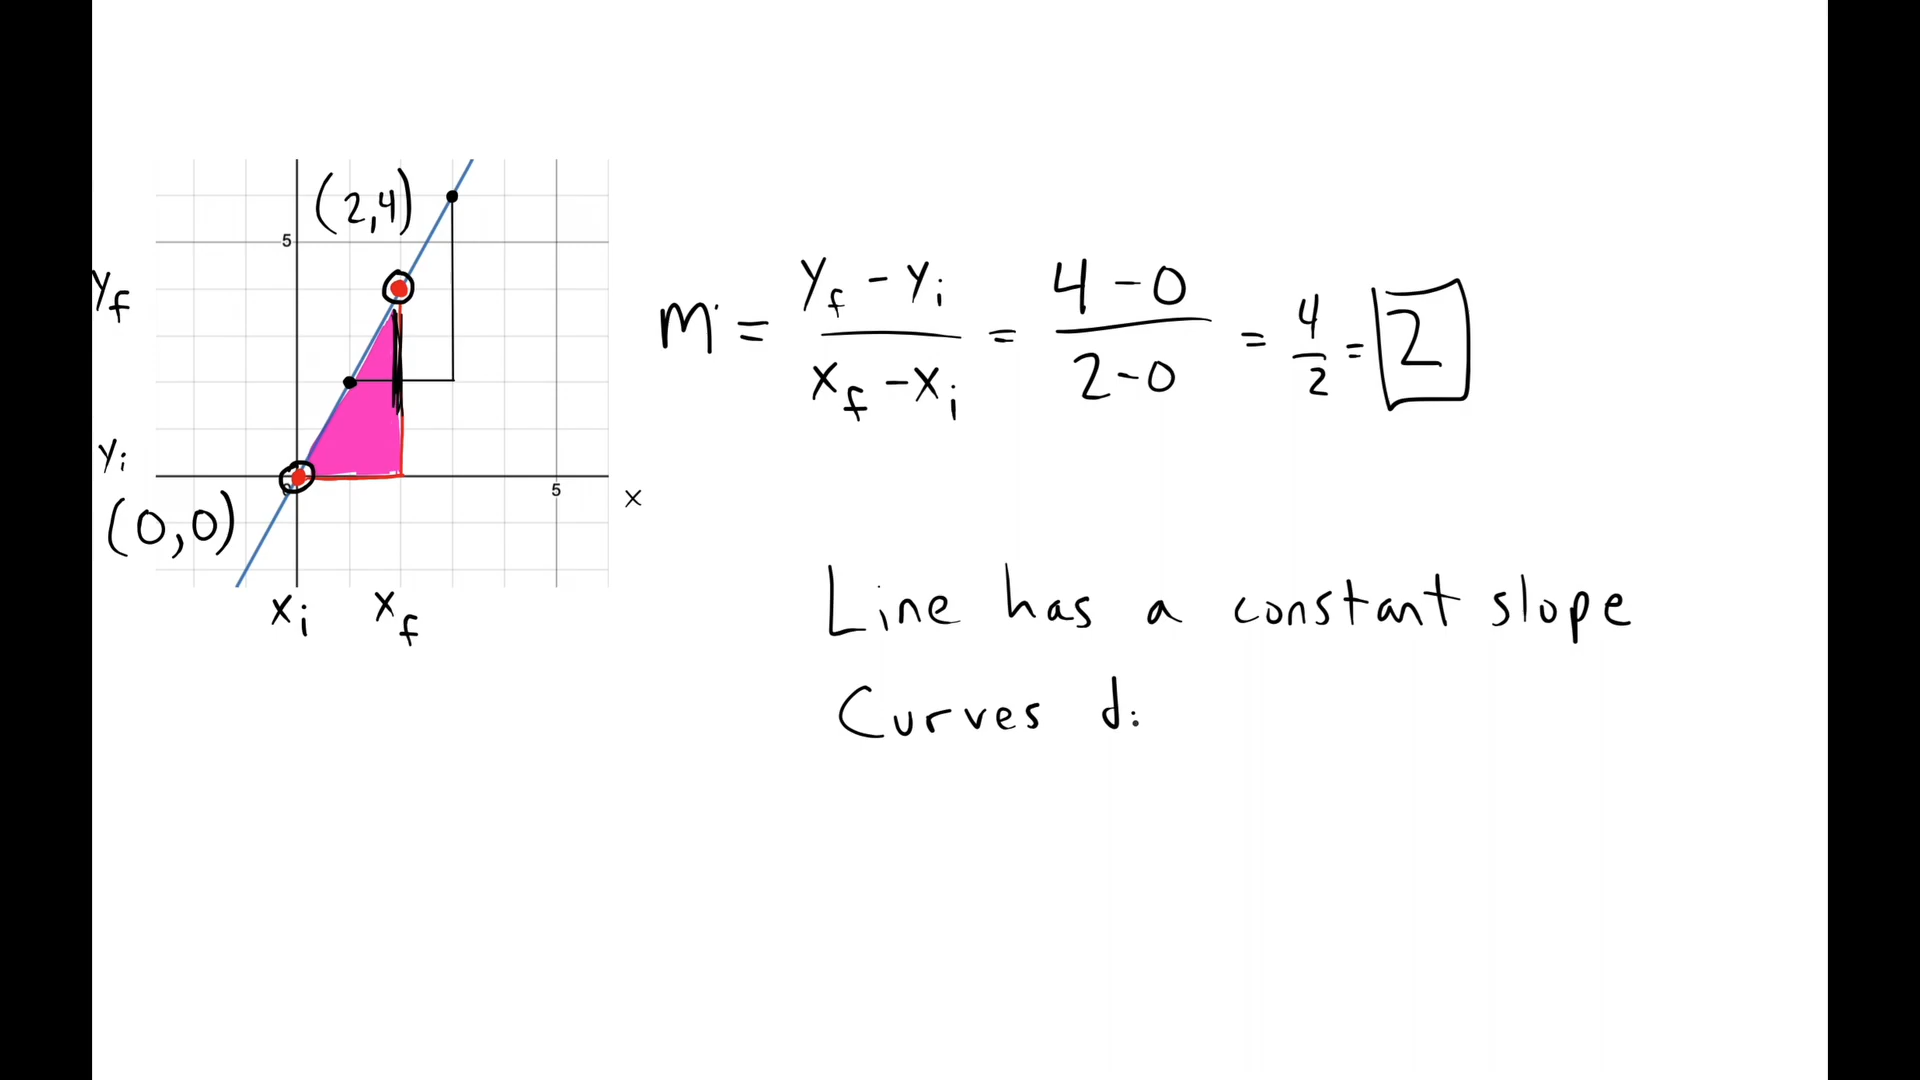 (2,4)
5
yf
yi
0
5
x
(0,0)
xi xf
m = yf - yi / xf - xi = 4 - 0 / 2 - 0 = 4/2 = 2
Line has a constant slope
Curves d: